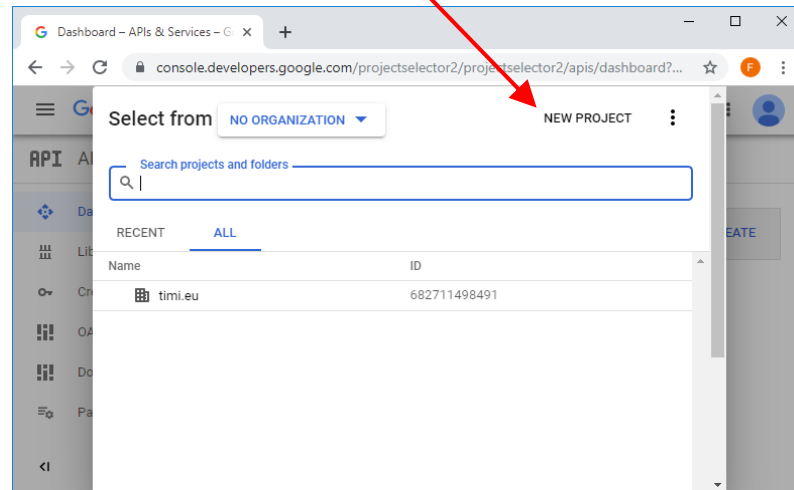 Dashboard – APIs & Services – G
console.developers.google.com/projectselector2/projectselector2/apis/dashboard?...
F
Select from NO ORGANIZATION NEW PROJECT
API
Search projects and folders
RECENT ALL
EATE
Name ID
timi.eu 682711498491